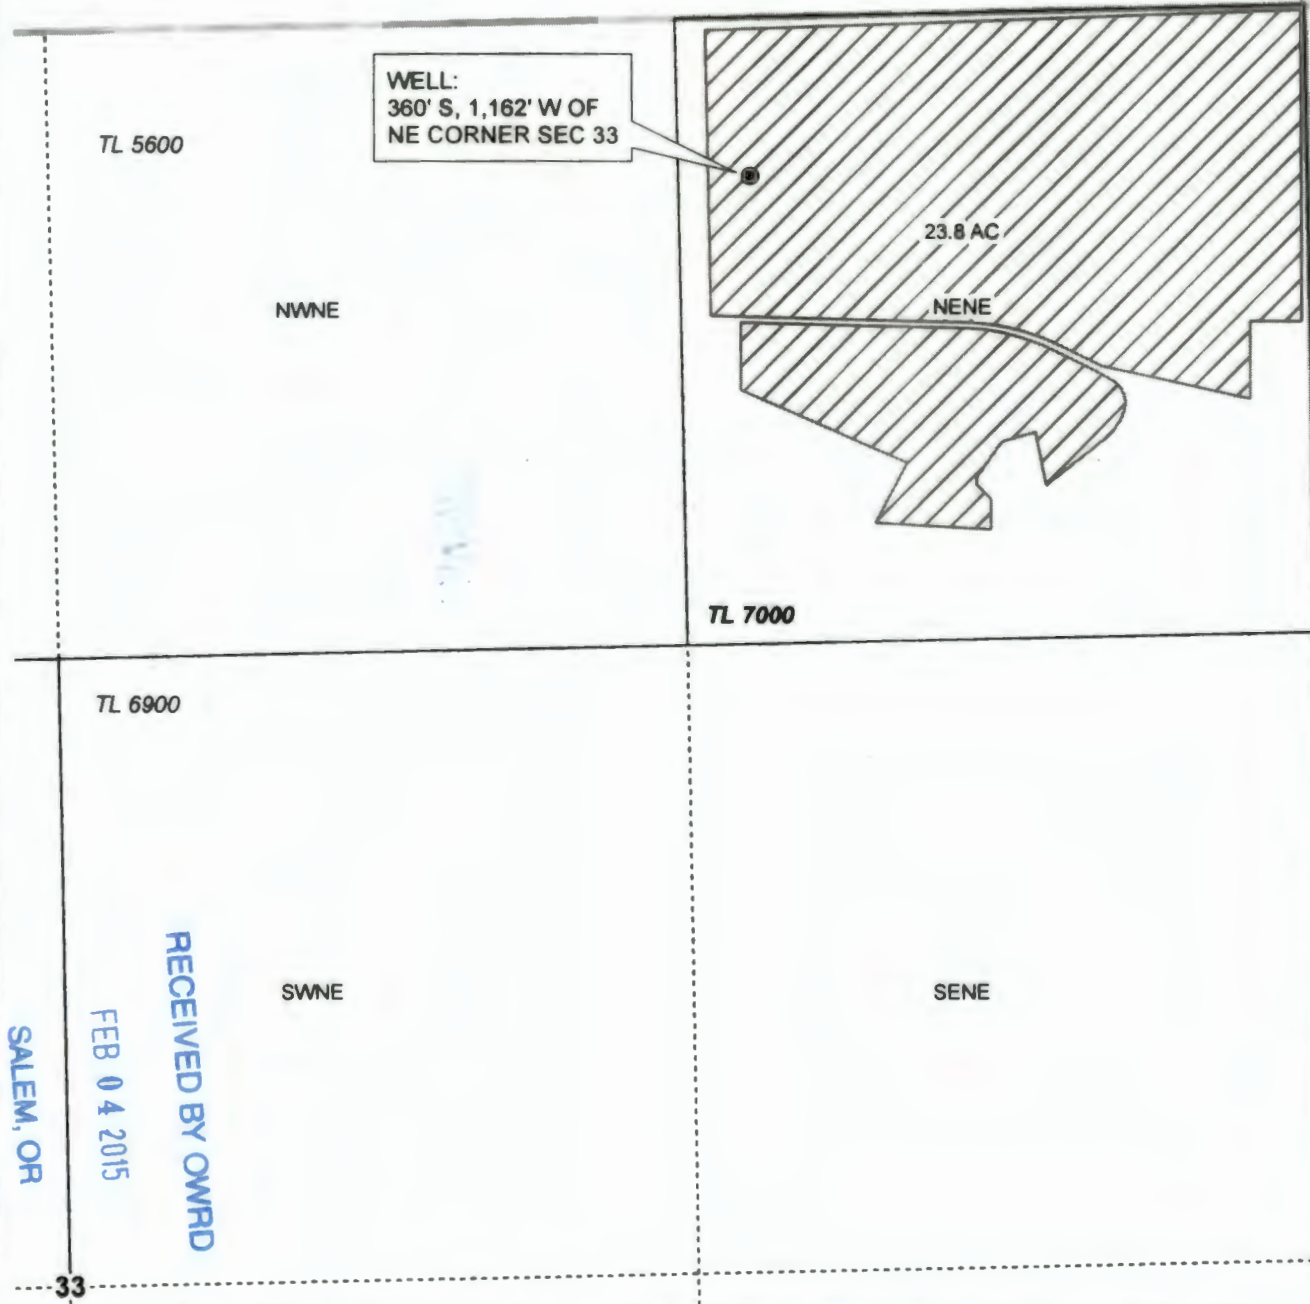 WELL:
360' S, 1,162' W OF
NE CORNER SEC 33
TL 5600
23.8 AC
NWNE
NENE
TL 7000
TL 6900
SWNE
SENE
RECEIVED BY OWRD
FEB 04 2015
SALEM, OR
33